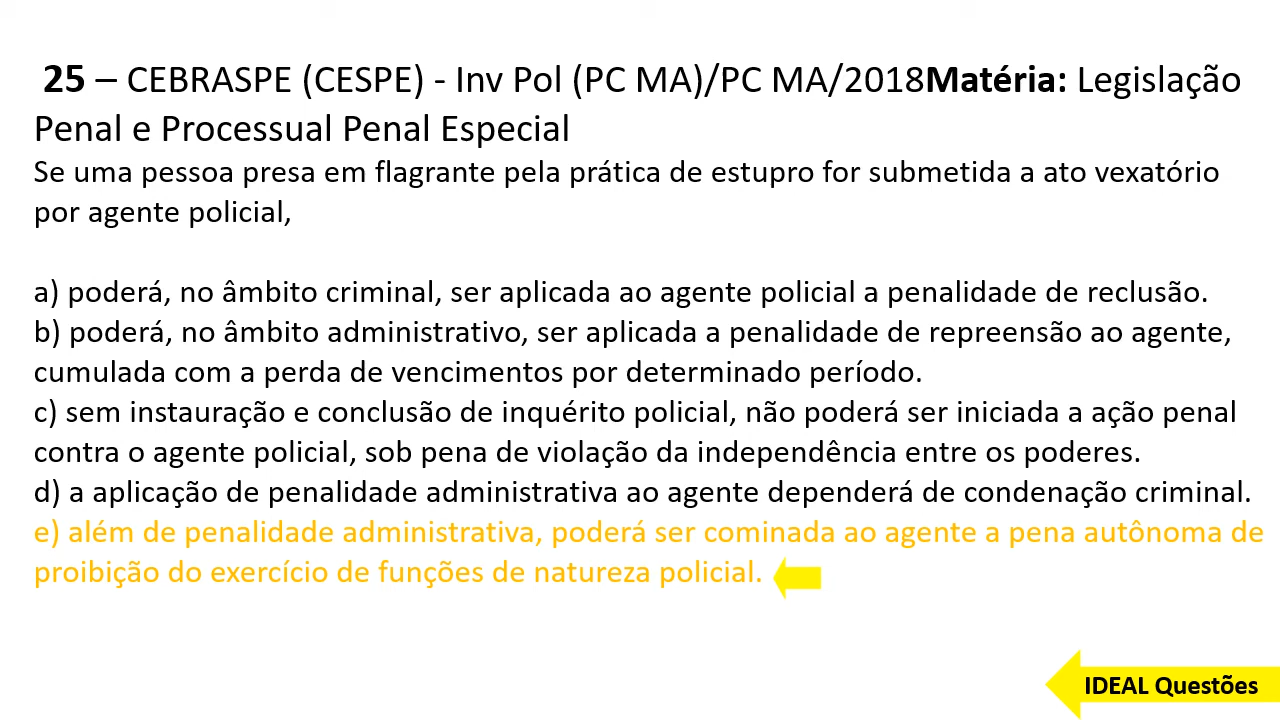 25 – CEBRASPE (CESPE) - Inv Pol (PC MA)/PC MA/2018Matéria: Legislação
Penal e Processual Penal Especial
Se uma pessoa presa em flagrante pela prática de estupro for submetida a ato vexatório
por agente policial,
a) poderá, no âmbito criminal, ser aplicada ao agente policial a penalidade de reclusão.
b) poderá, no âmbito administrativo, ser aplicada a penalidade de repreensão ao agente,
cumulada com a perda de vencimentos por determinado período.
c) sem instauração e conclusão de inquérito policial, não poderá ser iniciada a ação penal
contra o agente policial, sob pena de violação da independência entre os poderes.
d) a aplicação de penalidade administrativa ao agente dependerá de condenação criminal.
e) além de penalidade administrativa, poderá ser cominada ao agente a pena autônoma de
proibição do exercício de funções de natureza policial.
IDEAL Questões